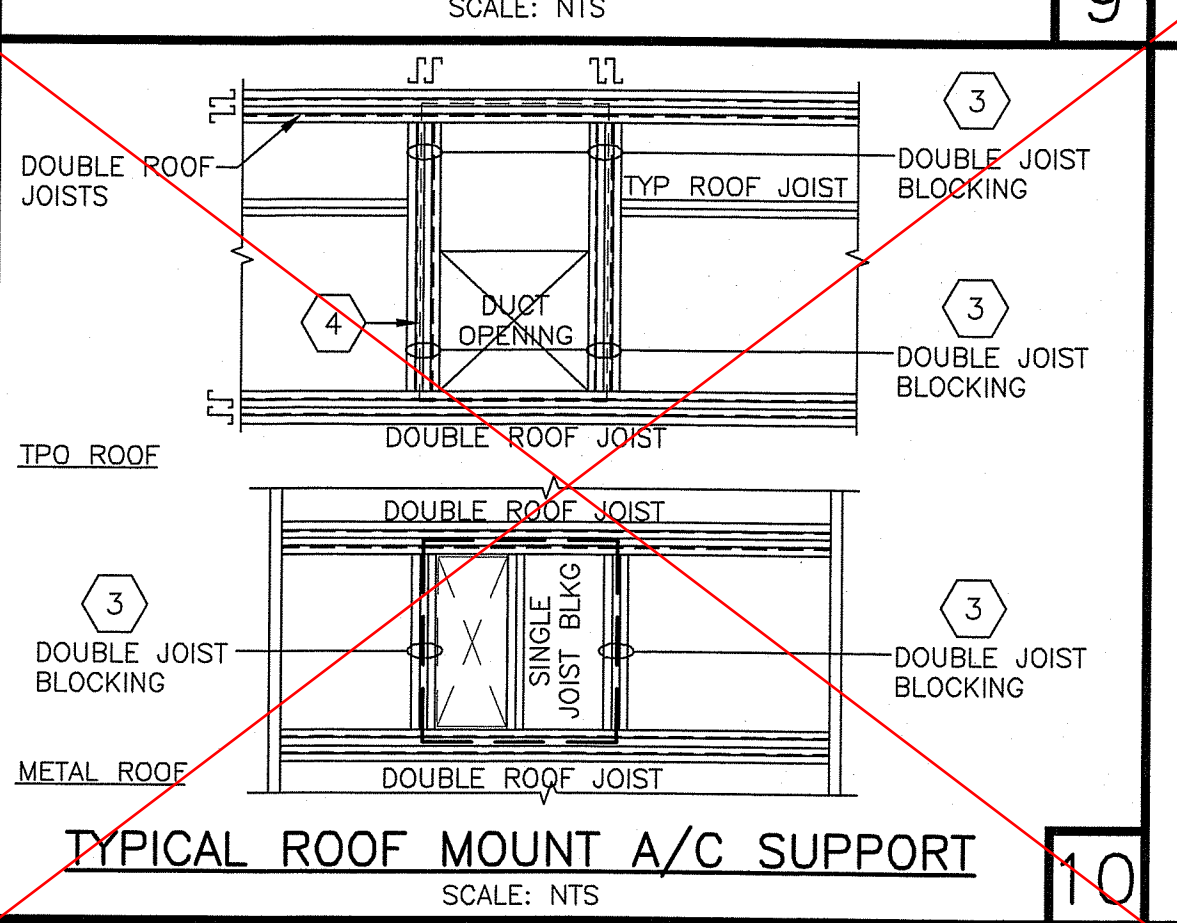 SCALE: NTS
9
DOUBLE ROOF
JOISTS
3
DOUBLE JOIST
BLOCKING
TYP ROOF JOIST
4
DUCT
OPENING
3
DOUBLE JOIST
BLOCKING
DOUBLE ROOF JOIST
TPO ROOF
DOUBLE ROOF JOIST
3
DOUBLE JOIST
BLOCKING
SINGLE
JOIST BLKG
3
DOUBLE JOIST
BLOCKING
METAL ROOF
DOUBLE ROOF JOIST
TYPICAL ROOF MOUNT A/C SUPPORT
SCALE: NTS
10